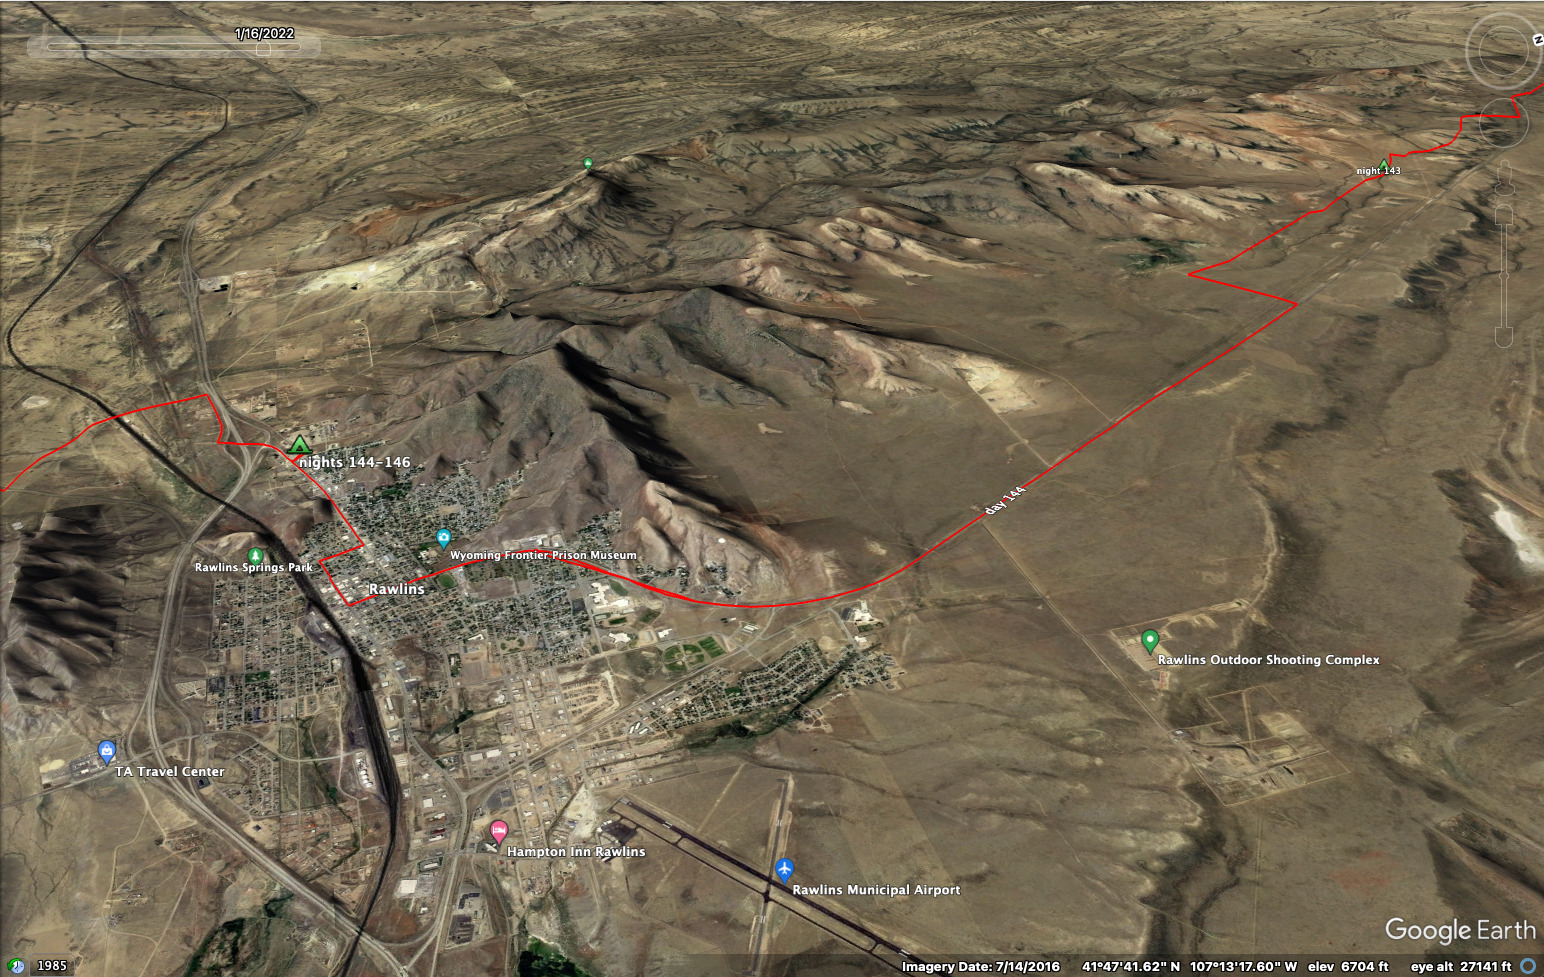 1/16/2022
N
night 143
nights 144-146
day 144
Wyoming Frontier Prison Museum
Rawlins Springs Park
Rawlins
Rawlins Outdoor Shooting Complex
TA Travel Center
Hampton Inn Rawlins
Rawlins Municipal Airport
Google Earth
1985
Imagery Date: 7/14/2016 41°47'41.62" N 107°13'17.60" W elev 6704 ft eye alt 27141 ft